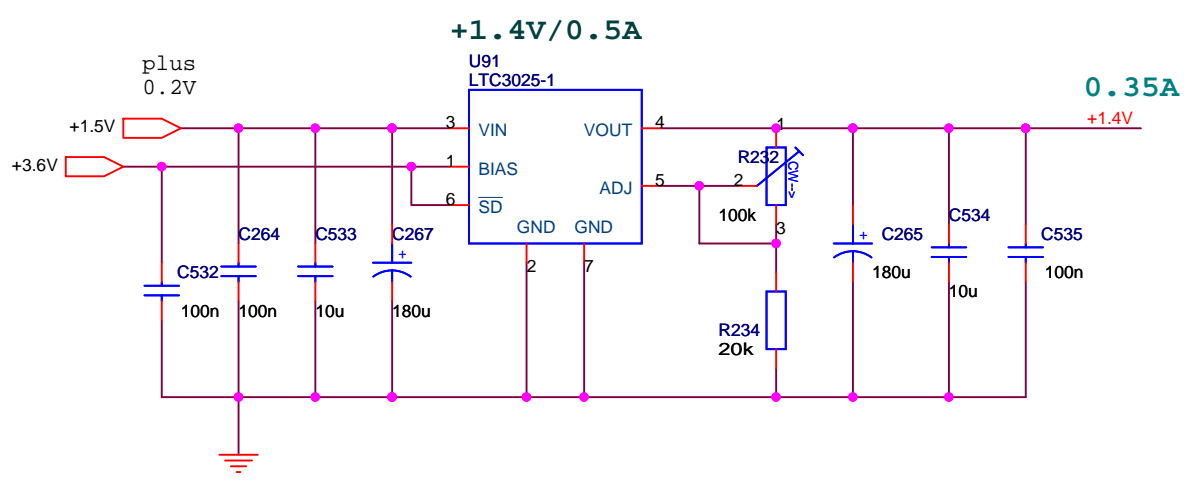 +1.4V/0.5A
U91
LTC3025-1
plus
0.2V
0.35A
+1.5V
3
VIN
VOUT
4
1
+1.4V
+3.6V
1
BIAS
R232
CW-->
6
SD
ADJ
5
2
100k
GND
GND
3
C264
C533
C267
+
C265
+
C534
C535
C532
2
7
180u
100n
100n
100n
10u
180u
10u
R234
20k